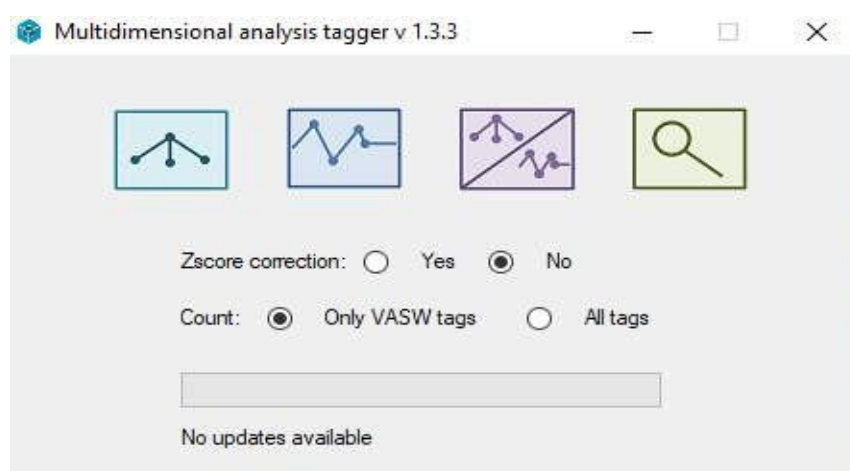 Multidimensional analysis tagger v 1.3.3
Zscore correction: Yes No
Count: Only VASW tags All tags
No updates available